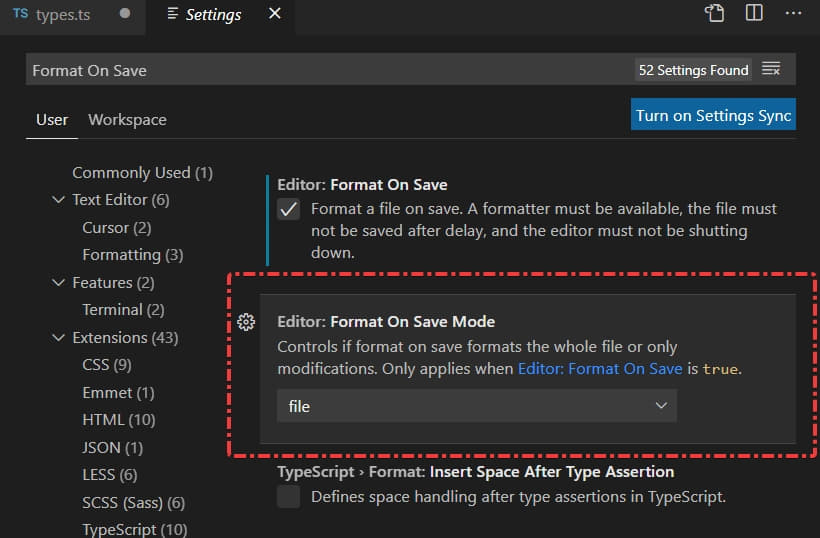 TS types.ts
Settings
Format On Save
52 Settings Found
User
Workspace
Turn on Settings Sync
Commonly Used (1)
Text Editor (6)
Cursor (2)
Formatting (3)
Features (2)
Terminal (2)
Extensions (43)
CSS (9)
Emmet (1)
HTML (10)
JSON (1)
LESS (6)
SCSS (Sass) (6)
TypeScript (10)
Editor: Format On Save
Format a file on save. A formatter must be available, the file must
not be saved after delay, and the editor must not be shutting
down.
Editor: Format On Save Mode
Controls if format on save formats the whole file or only
modifications. Only applies when Editor: Format On Save is true.
file
TypeScript › Format: Insert Space After Type Assertion
Defines space handling after type assertions in TypeScript.